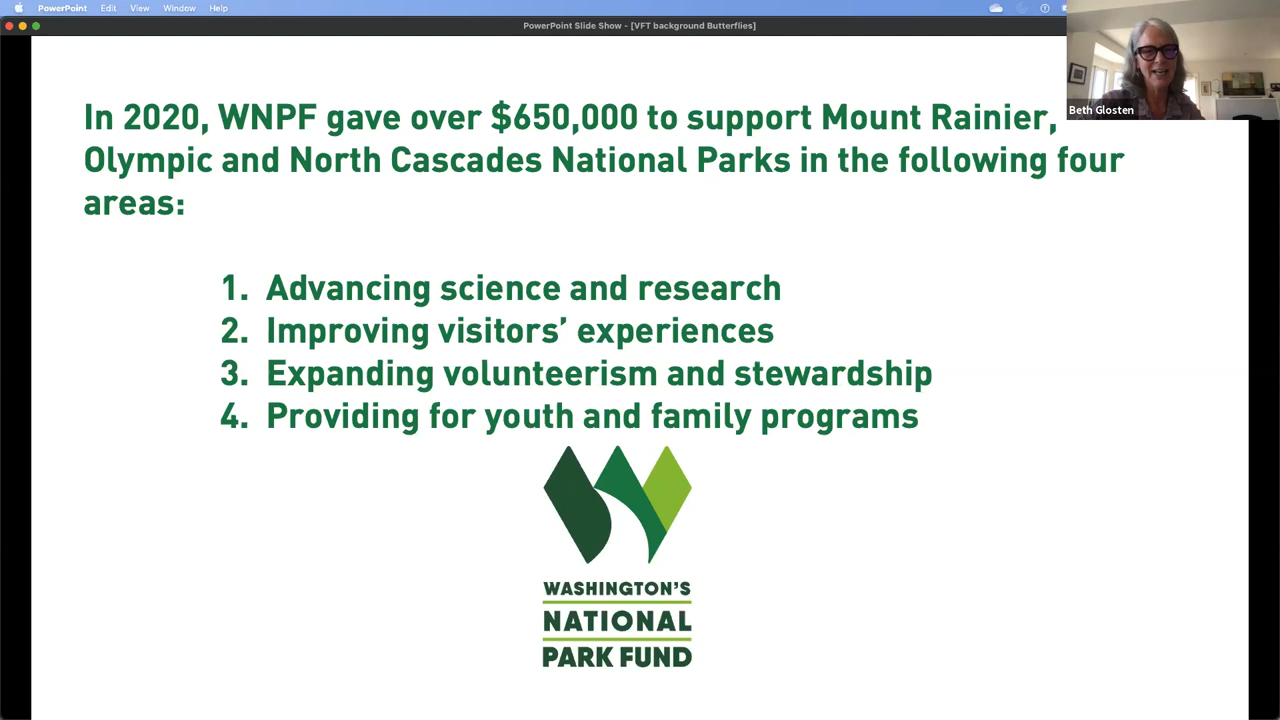 PowerPoint File Edit View Window Help
PowerPoint Slide Show - [VFT background Butterflies]
Beth Glosten
In 2020, WNPF gave over $650,000 to support Mount Rainier,
Olympic and North Cascades National Parks in the following four
areas:
1. Advancing science and research
2. Improving visitors’ experiences
3. Expanding volunteerism and stewardship
4. Providing for youth and family programs
WASHINGTON'S
NATIONAL
PARK FUND